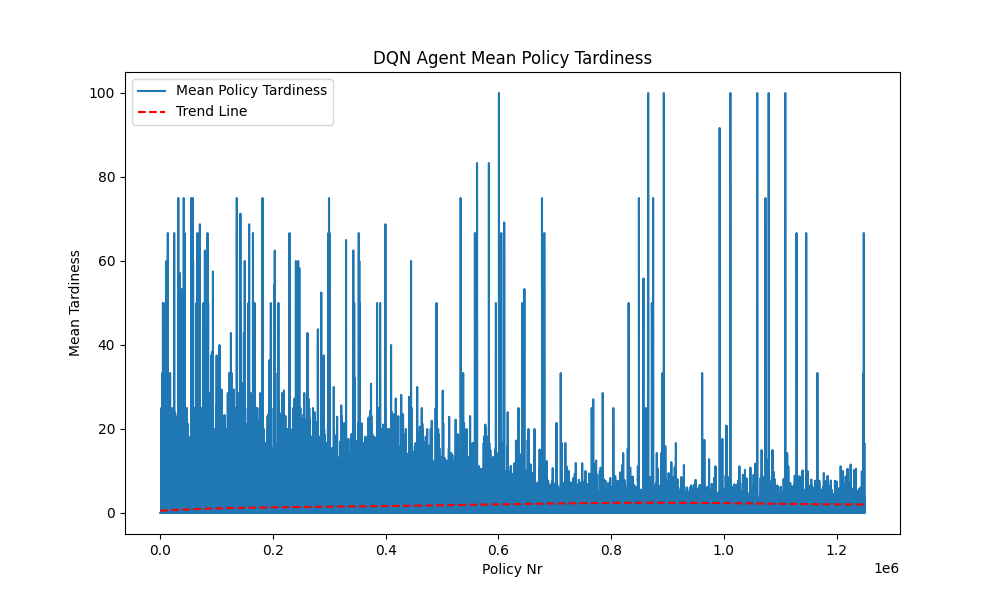 DQN Agent Mean Policy Tardiness
Mean Policy Tardiness
Trend Line
100
80
60
40
20
0
Mean Tardiness
0.0 0.2 0.4 0.6 0.8 1.0 1.2
1e6
Policy Nr